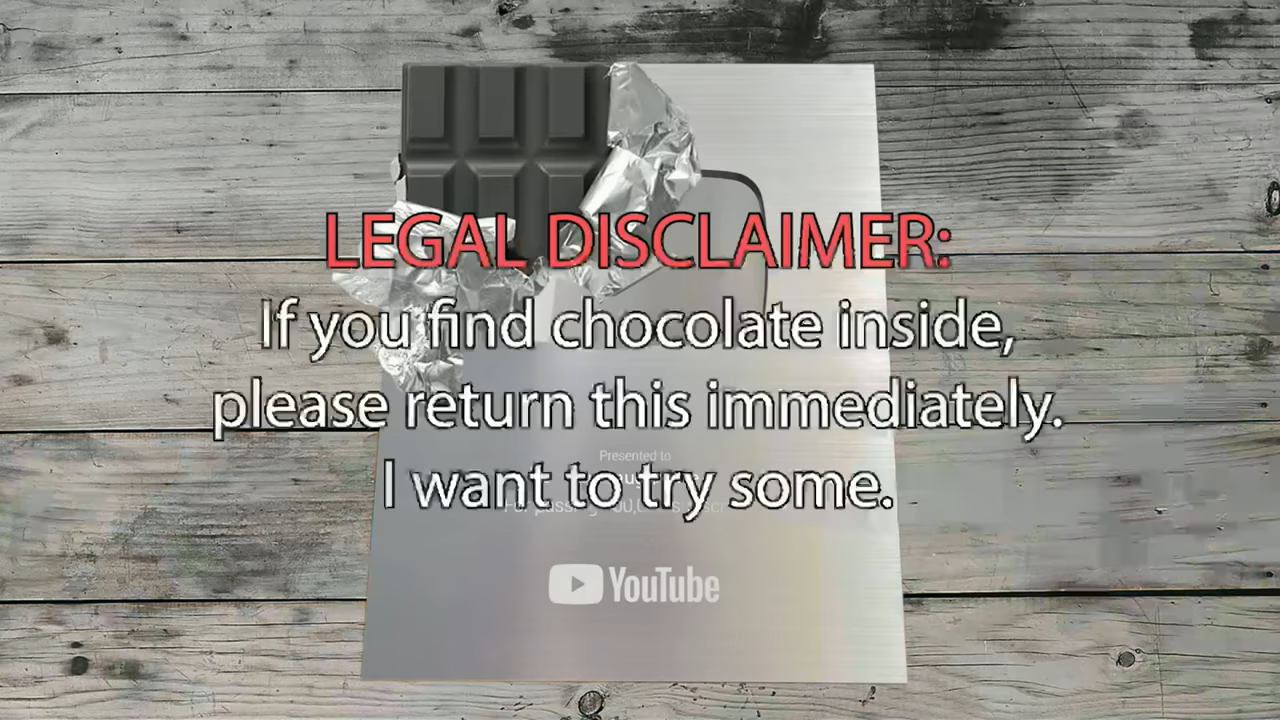 LEGAL DISCLAIMER:
If you find chocolate inside,
please return this immediately.
Presented to
I want to try some.
YouTube